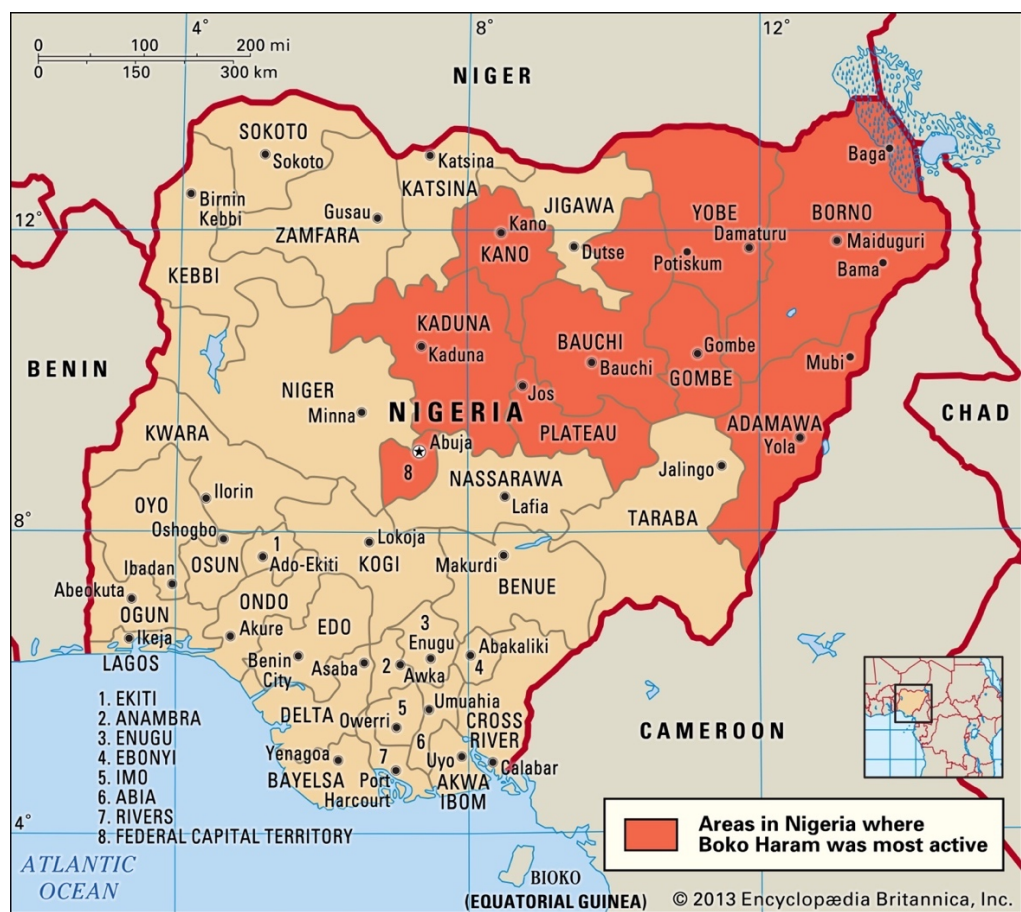 4°
8°
12°
0 100 200 mi
0 150 300 km
NIGER
SOKOTO
Sokoto
Katsina
KATSINA
Birnin
Kebbi
Gusau
ZAMFARA
KEBBI
JIGAWA
Dutse
Kano
KANO
YOBE
Damaturu
Potiskum
Baga
BORNO
Maiduguri
Bama
12°
KADUNA
Kaduna
BAUCHI
Bauchi
Gombe
GOMBE
Mubi
BENIN
NIGER
Minna
NIGERIA
Jos
PLATEAU
ADAMAWA
Yola
CHAD
KWARA
Abuja
8
NASSARAWA
Lafia
Jalingo
TARABA
OYO
Ilorin
8°
Oshogbo
OSUN
1
Ado-Ekiti
Lokoja
KOGI
Makurdi
BENUE
Ibadan
Abeokuta
OGUN
Ikeja
LAGOS
ONDO
Akure
EDO
Benin
City
Asaba
3
Enugu
2
Awka
Abakaliki
4
DELTA
Owerri
5
Umuahia
CROSS
RIVER
6
Yenagoa
BAYELSA
7
Port
Harcourt
Uyo
AKWA
IBOM
Calabar
CAMEROON
1. EKITI
2. ANAMBRA
3. ENUGU
4. EBONYI
5. IMO
6. ABIA
7. RIVERS
8. FEDERAL CAPITAL TERRITORY
4°
ATLANTIC
OCEAN
BIOKO
(EQUATORIAL GUINEA)
Areas in Nigeria where
Boko Haram was most active
© 2013 Encyclopædia Britannica, Inc.